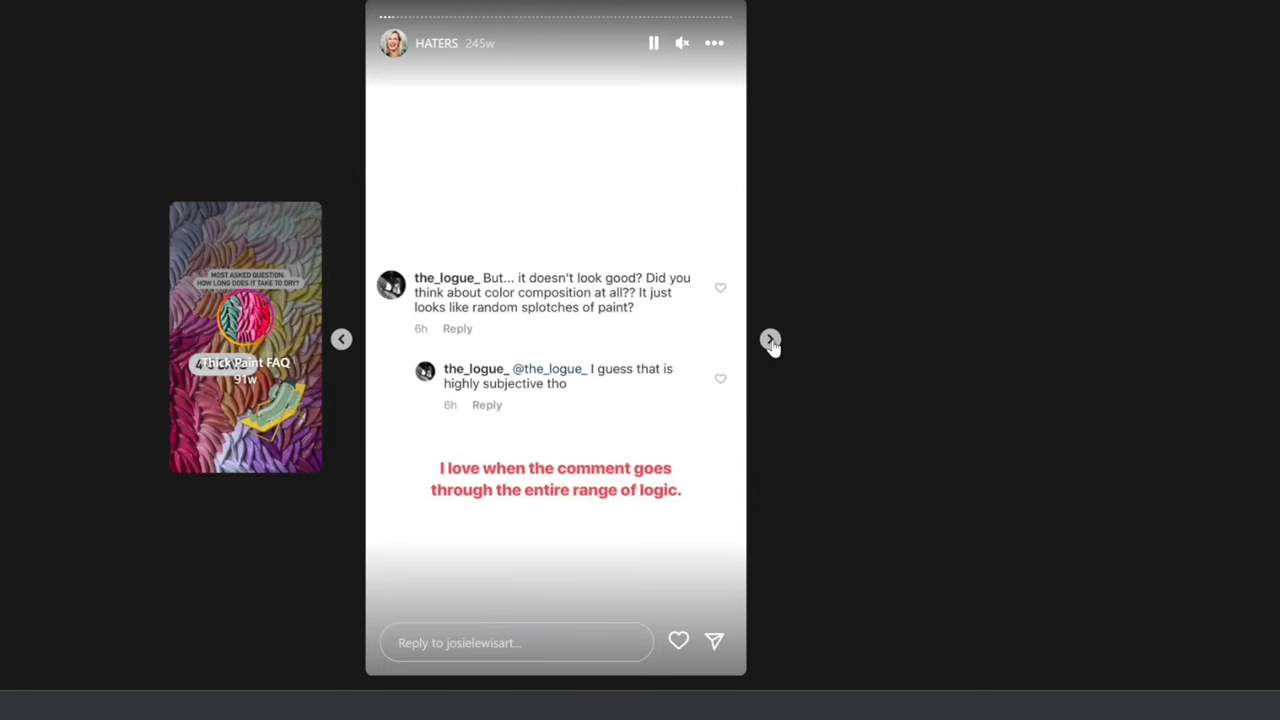 HATERS 245w
the_logue_ But... it doesn't look good? Did you
think about color composition at all?? It just
looks like random splotches of paint?
6h Reply
the_logue_ @the_logue_ I guess that is
highly subjective tho
6h Reply
I love when the comment goes
through the entire range of logic.
Reply to josielewisart...
MOST ASKED QUESTION:
HOW LONG DOES IT TAKE TO DRY?
Thick Paint FAQ
91w